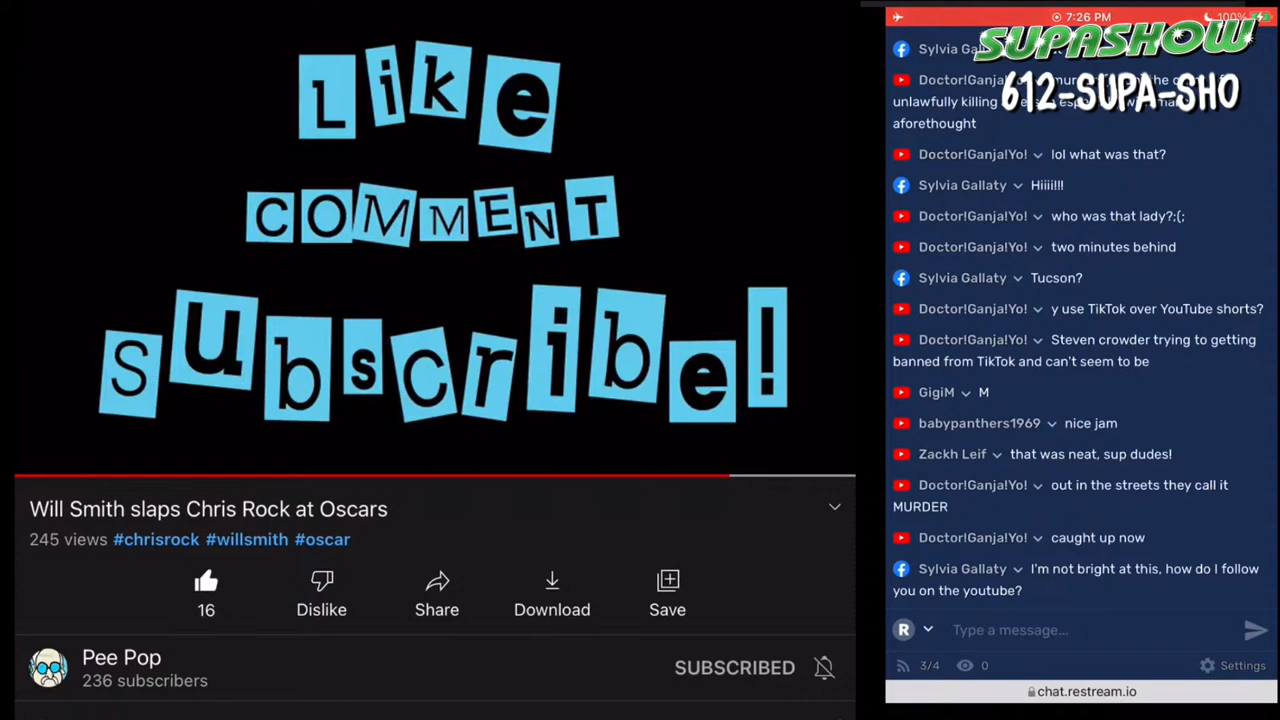 Like
COMMENT
Subscribe!
Will Smith slaps Chris Rock at Oscars
245 views #chrisrock #willsmith #oscar
16
Dislike
Share
Download
Save
Pee Pop
236 subscribers
SUBSCRIBED
7:26 PM
100%
SUPASHOW
612-SUPA-SHO
Sylvia Gal
Doctor!Ganja!Yo!
unlawfully killing
aforethought
Doctor!Ganja!Yo! lol what was that?
Sylvia Gallaty Hiiii!!!
Doctor!Ganja!Yo! who was that lady?;(;
Doctor!Ganja!Yo! two minutes behind
Sylvia Gallaty Tucson?
Doctor!Ganja!Yo! y use TikTok over YouTube shorts?
Doctor!Ganja!Yo! Steven crowder trying to getting
banned from TikTok and can't seem to be
GigiM M
babypanthers1969 nice jam
Zackh Leif that was neat, sup dudes!
Doctor!Ganja!Yo! out in the streets they call it
MURDER
Doctor!Ganja!Yo! caught up now
Sylvia Gallaty I'm not bright at this, how do I follow
you on the youtube?
R Type a message...
3/4 0 Settings
chat.restream.io